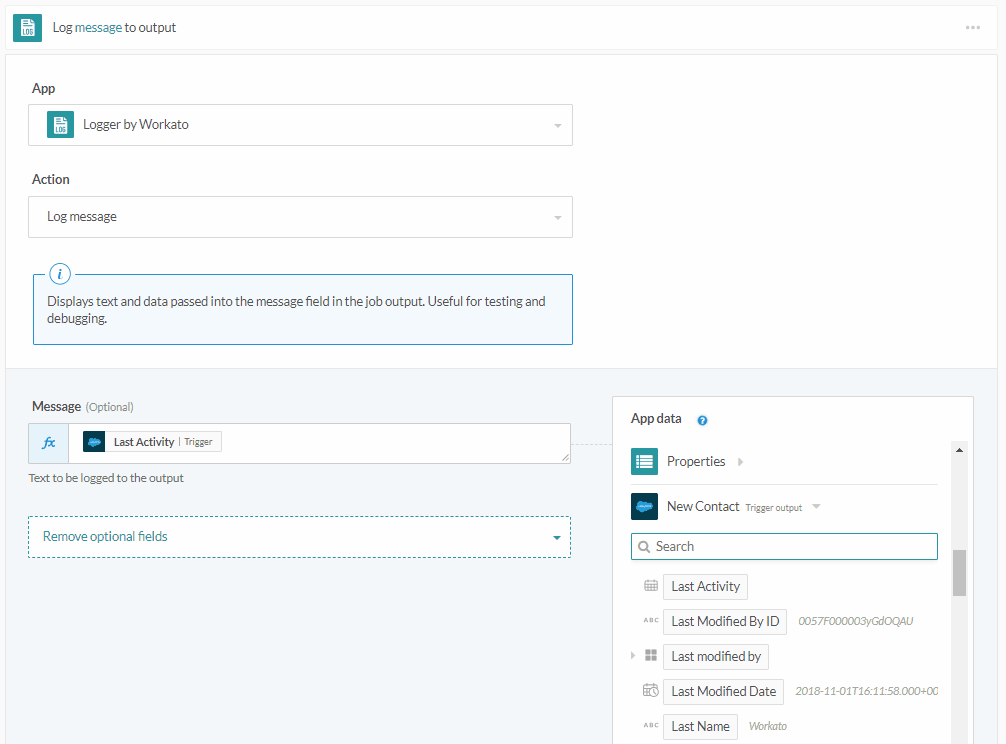 Log message to output
App
LOG Logger by Workato
Action
Log message
i
Displays text and data passed into the message field in the job output. Useful for testing and
debugging.
Message (Optional)
fx Last Activity | Trigger
Text to be logged to the output
Remove optional fields
App data ?
Properties
New Contact Trigger output
Search
Last Activity
ABC Last Modified By ID 0057F000003yGdOQAU
Last modified by
Last Modified Date 2018-11-01T16:11:58.000+00
ABC Last Name Workato